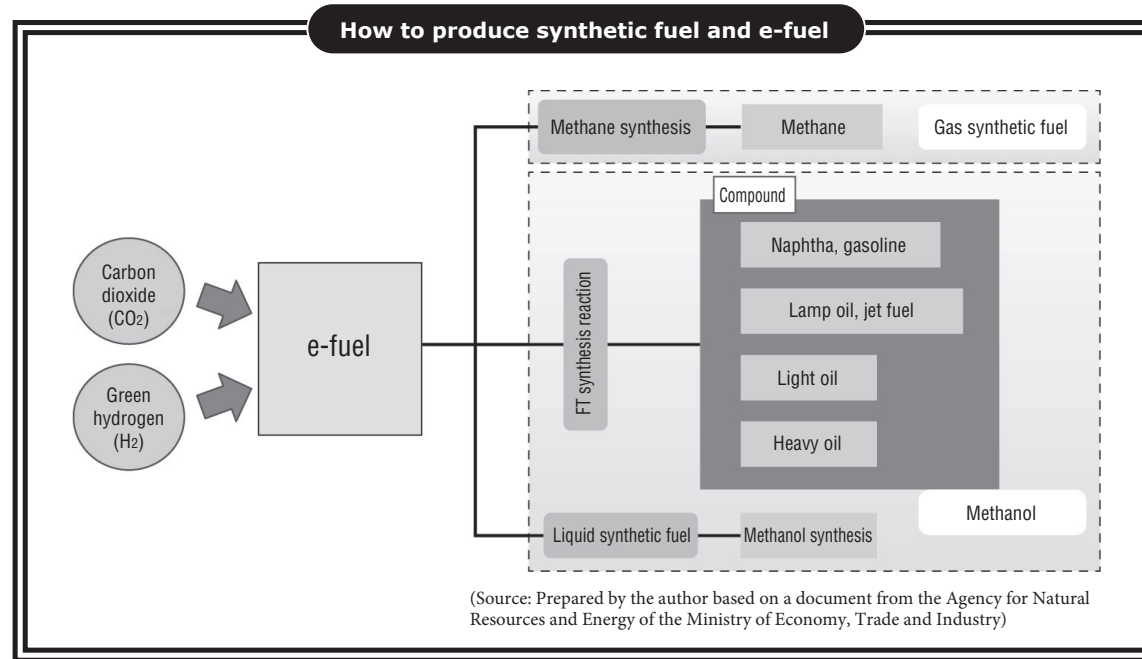 How to produce synthetic fuel and e-fuel
Methane synthesis
Methane
Gas synthetic fuel
Compound
Naphtha, gasoline
Carbon
dioxide
(CO2)
Lamp oil, jet fuel
e-fuel
FT synthesis reaction
Light oil
Green
hydrogen
(H2)
Heavy oil
Methanol
Liquid synthetic fuel
Methanol synthesis
(Source: Prepared by the author based on a document from the Agency for Natural
Resources and Energy of the Ministry of Economy, Trade and Industry)